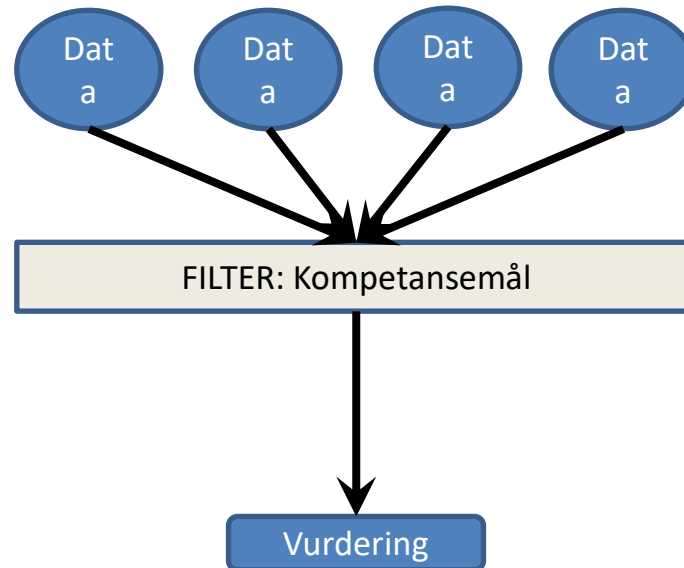 Dat
a
Dat
a
Dat
a
Dat
a
FILTER: Kompetansemål
Vurdering